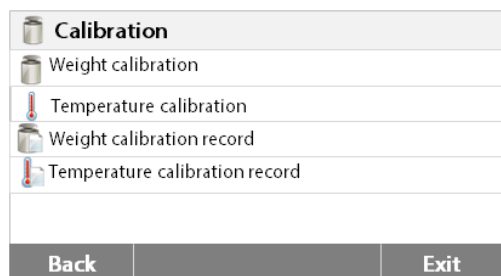 Calibration
Weight calibration
Temperature calibration
Weight calibration record
Temperature calibration record
Back Exit